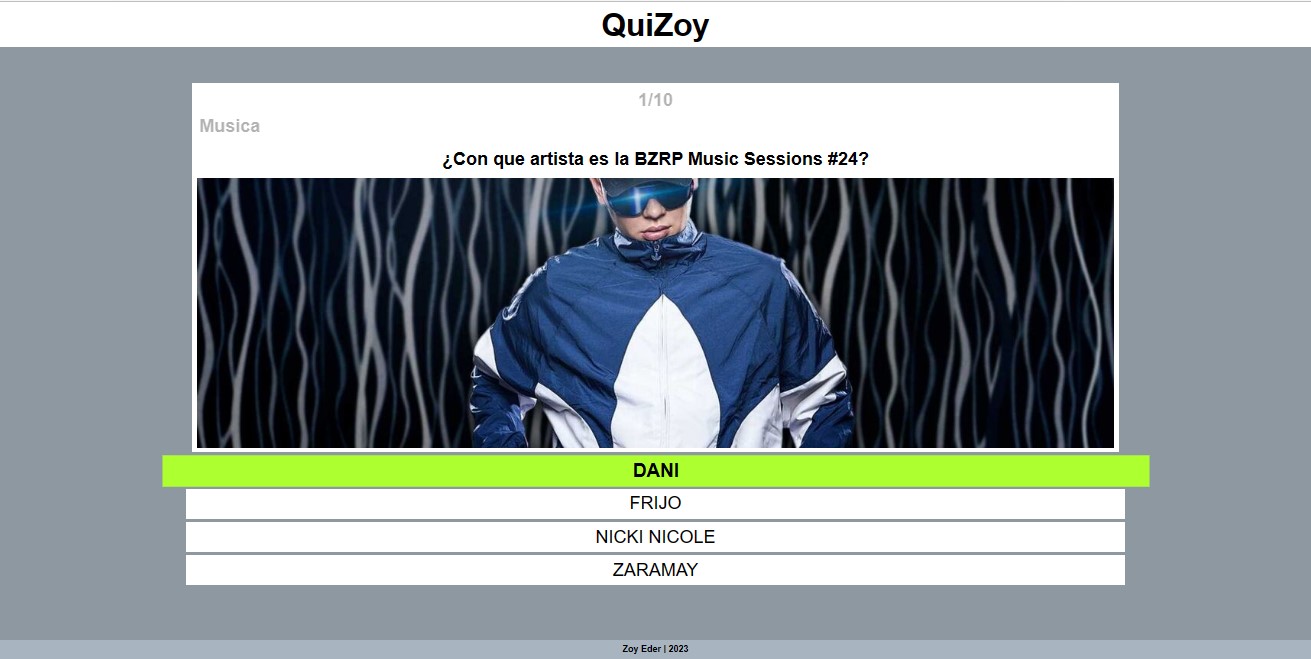 QuiZoy
1/10
Musica
¿Con que artista es la BZRP Music Sessions #24?
DANI
FRIJO
NICKI NICOLE
ZARAMAY
Zoy Eder | 2023